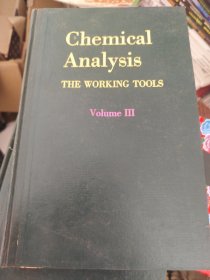 Chemical
Analysis
THE WORKING TOOLS
Volume III